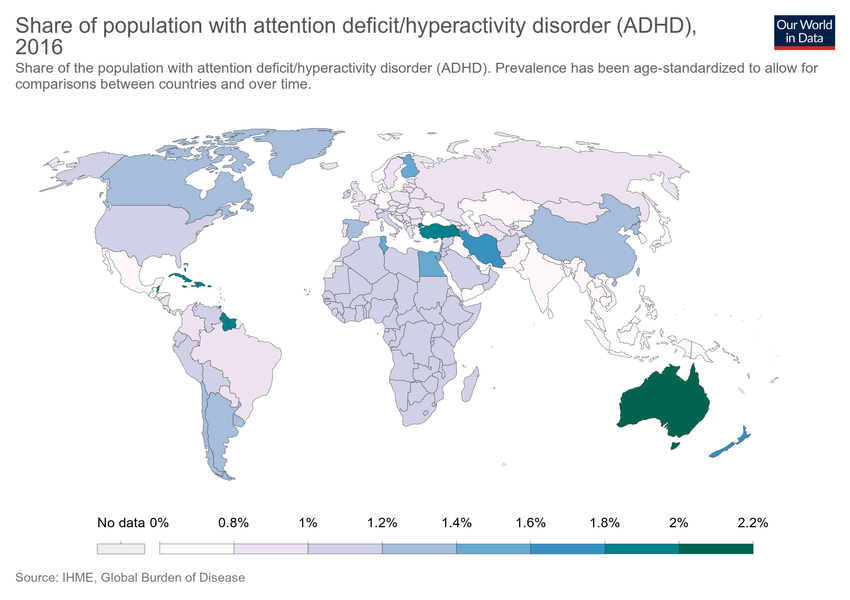 Share of population with attention deficit/hyperactivity disorder (ADHD),
2016
Our World
in Data
Share of the population with attention deficit/hyperactivity disorder (ADHD). Prevalence has been age-standardized to allow for
comparisons between countries and over time.
No data 0% 0.8% 1% 1.2% 1.4% 1.6% 1.8% 2% 2.2%
Source: IHME, Global Burden of Disease